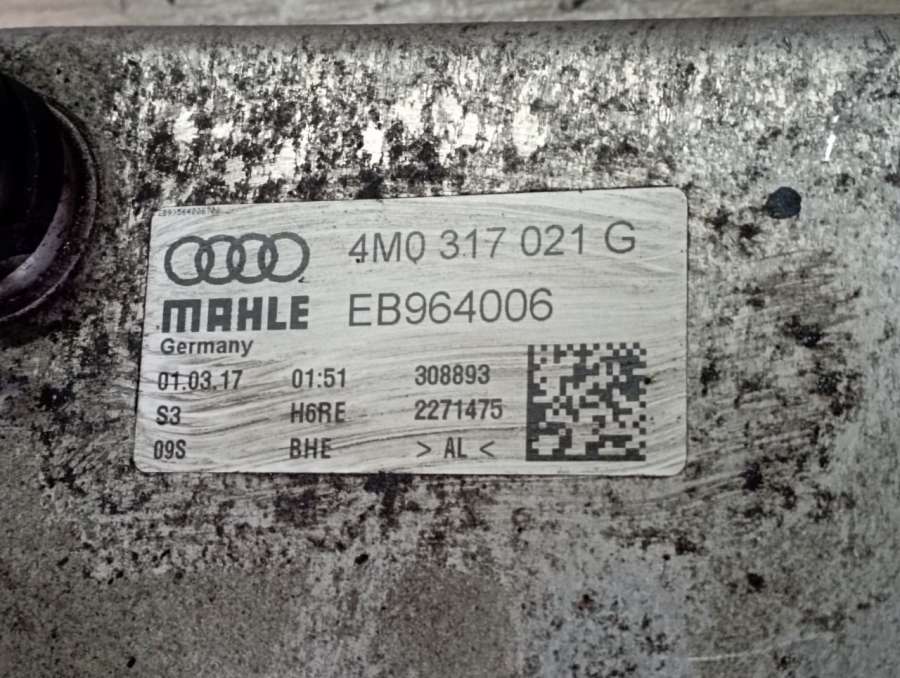 4M0 317 021 G
MAHLE EB964006
Germany
01.03.17 01:51 308893
S3 H6RE 2271475
09S BHE > AL <